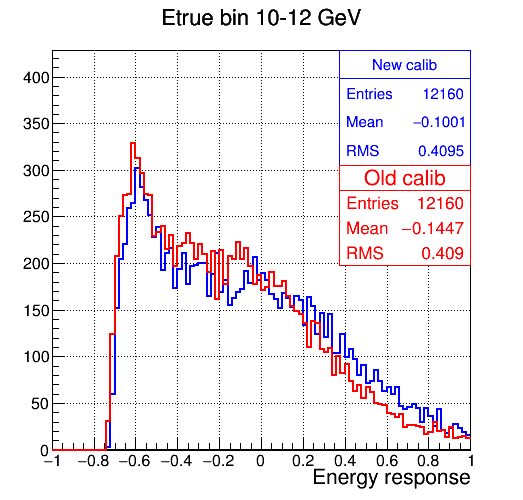 Etrue bin 10-12 GeV
New calib
Entries 12160
Mean −0.1001
RMS 0.4095
Old calib
Entries 12160
Mean −0.1447
RMS 0.409
400
350
300
250
200
150
100
50
0
−1 −0.8 −0.6 −0.4 −0.2 0 0.2 0.4 0.6 0.8 1
Energy response